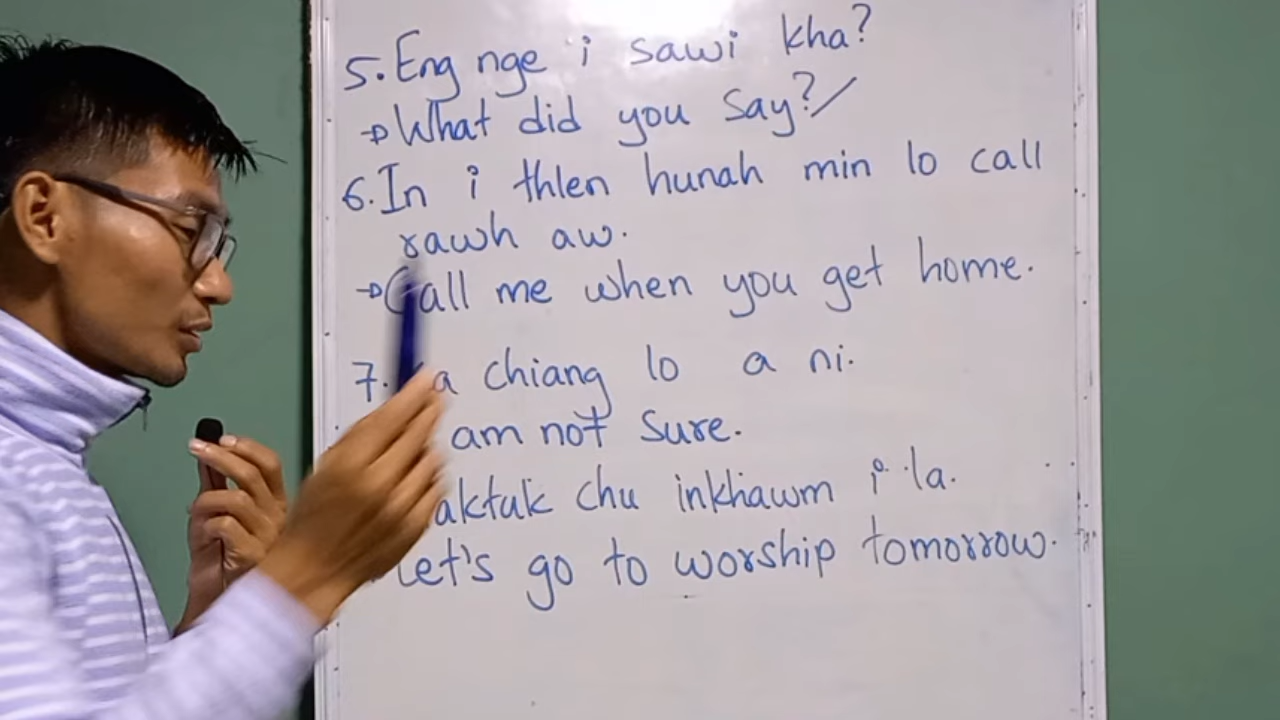 5. Eng nge i sawi kha?
→ What did you say?/
6. In i thlen hunah min lo call
rawh aw.
→ Call me when you get home.
7. chiang lo a ni.
am not sure.
chu inkhawm i la.
Let's go to worship tomorrow.